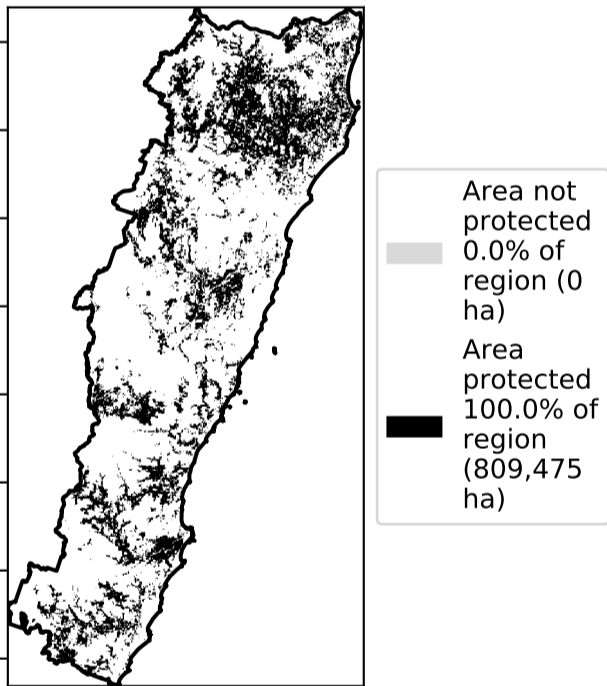 Area not
protected
0.0% of
region (0
ha)
Area
protected
100.0% of
region
(809,475
ha)